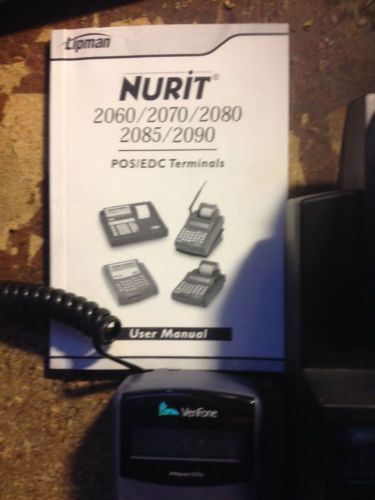 Lipman
NURIT®
2060/2070/2080
2085/2090
POS/EDC Terminals
User Manual
VeriFone